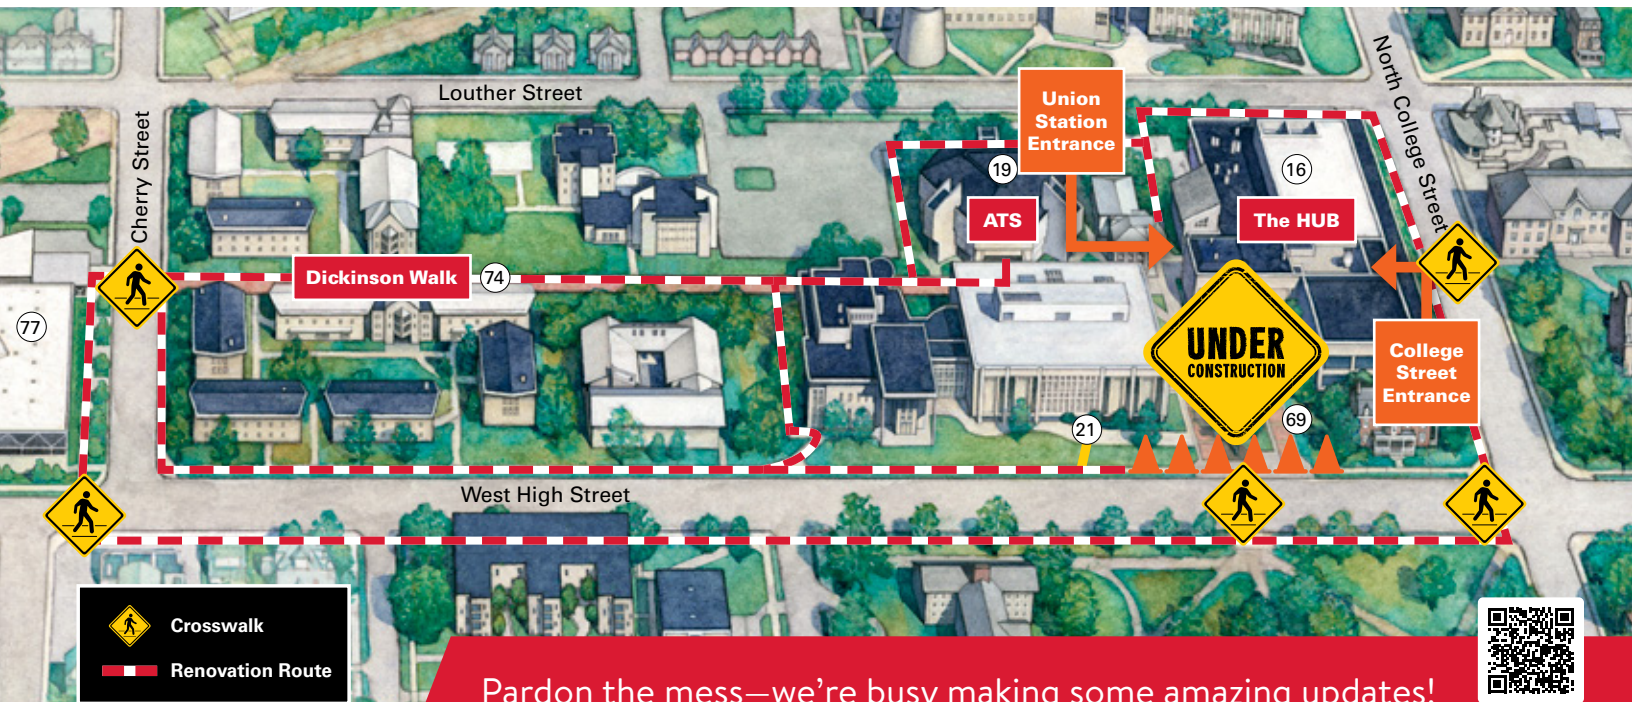 Louther Street
North College Street
Cherry Street
Union
Station
Entrance
19
16
ATS
The HUB
Dickinson Walk
74
77
UNDER
CONSTRUCTION
College
Street
Entrance
21
69
West High Street
Crosswalk
Renovation Route
Pardon the mess—we're busy making some amazing updates!